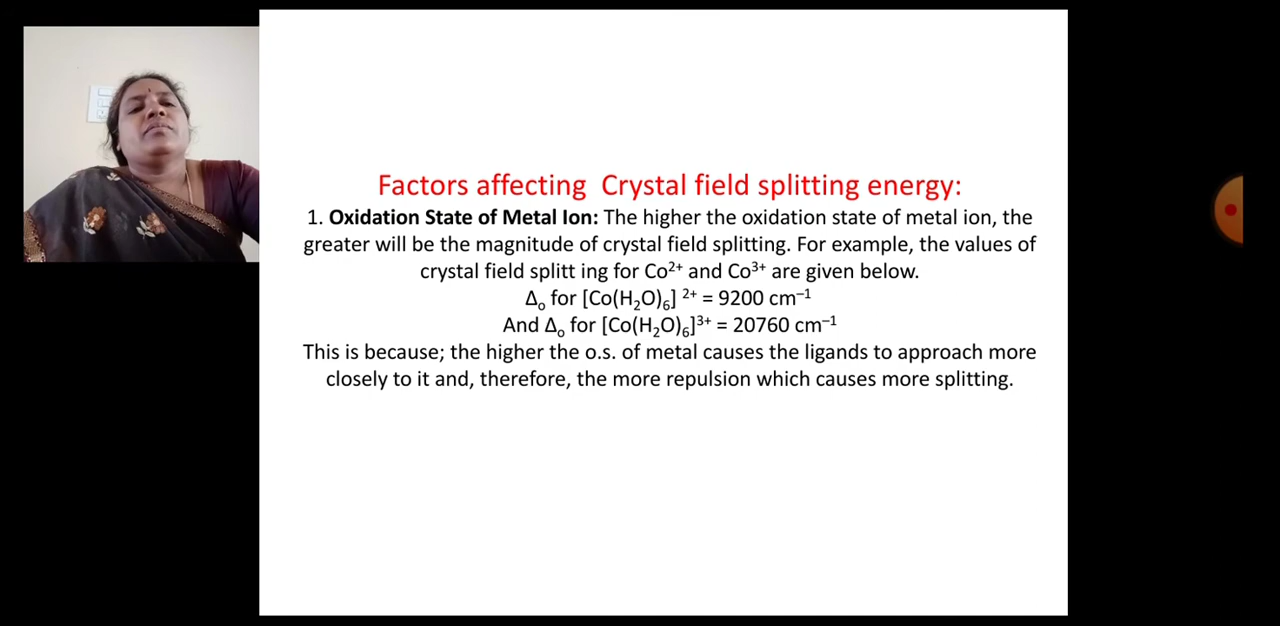 Factors affecting  Crystal field splitting energy:
1. Oxidation State of Metal Ion: The higher the oxidation state of metal ion, the
greater will be the magnitude of crystal field splitting. For example, the values of
crystal field splitt ing for Co²⁺ and Co³⁺ are given below.
Δₒ for [Co(H₂O)₆] ²⁺ = 9200 cm⁻¹
And Δₒ for [Co(H₂O)₆]³⁺ = 20760 cm⁻¹
This is because; the higher the o.s. of metal causes the ligands to approach more
closely to it and, therefore, the more repulsion which causes more splitting.